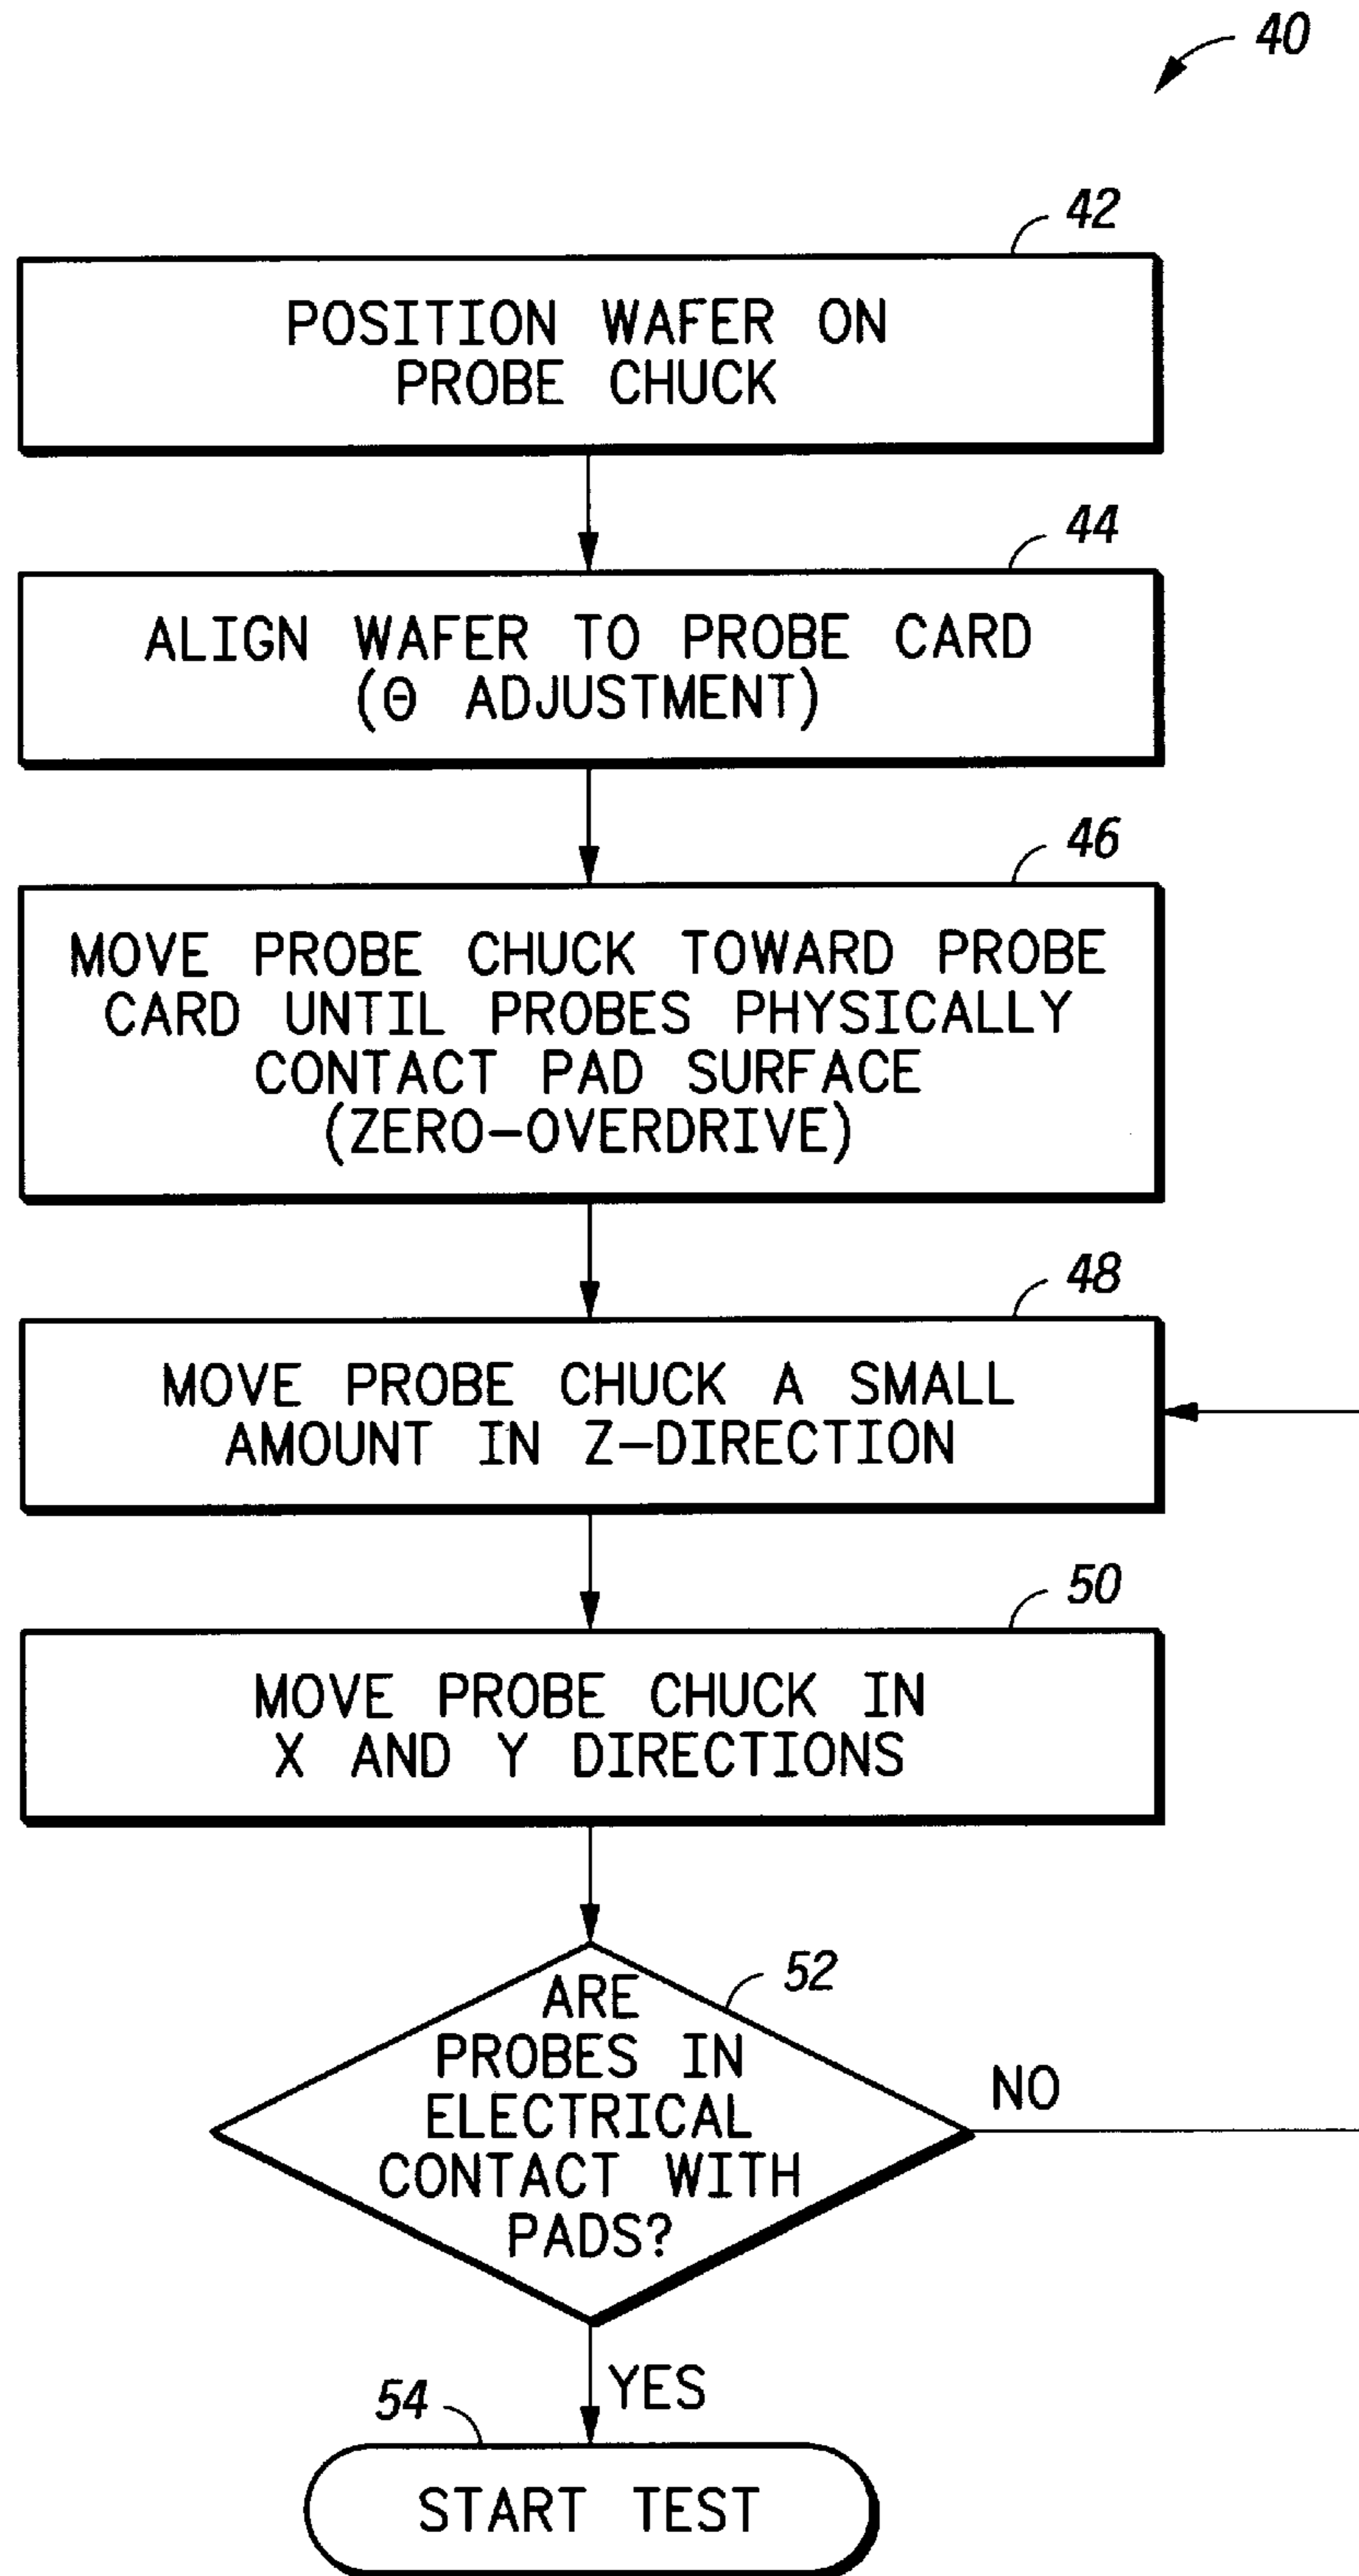 40
42
POSITION WAFER ON
PROBE CHUCK
44
ALIGN WAFER TO PROBE CARD
(Θ ADJUSTMENT)
46
MOVE PROBE CHUCK TOWARD PROBE
CARD UNTIL PROBES PHYSICALLY
CONTACT PAD SURFACE
(ZERO-OVERDRIVE)
48
MOVE PROBE CHUCK A SMALL
AMOUNT IN Z-DIRECTION
50
MOVE PROBE CHUCK IN
X AND Y DIRECTIONS
52
ARE
PROBES IN
ELECTRICAL
CONTACT WITH
PADS?
NO
YES
54
START TEST